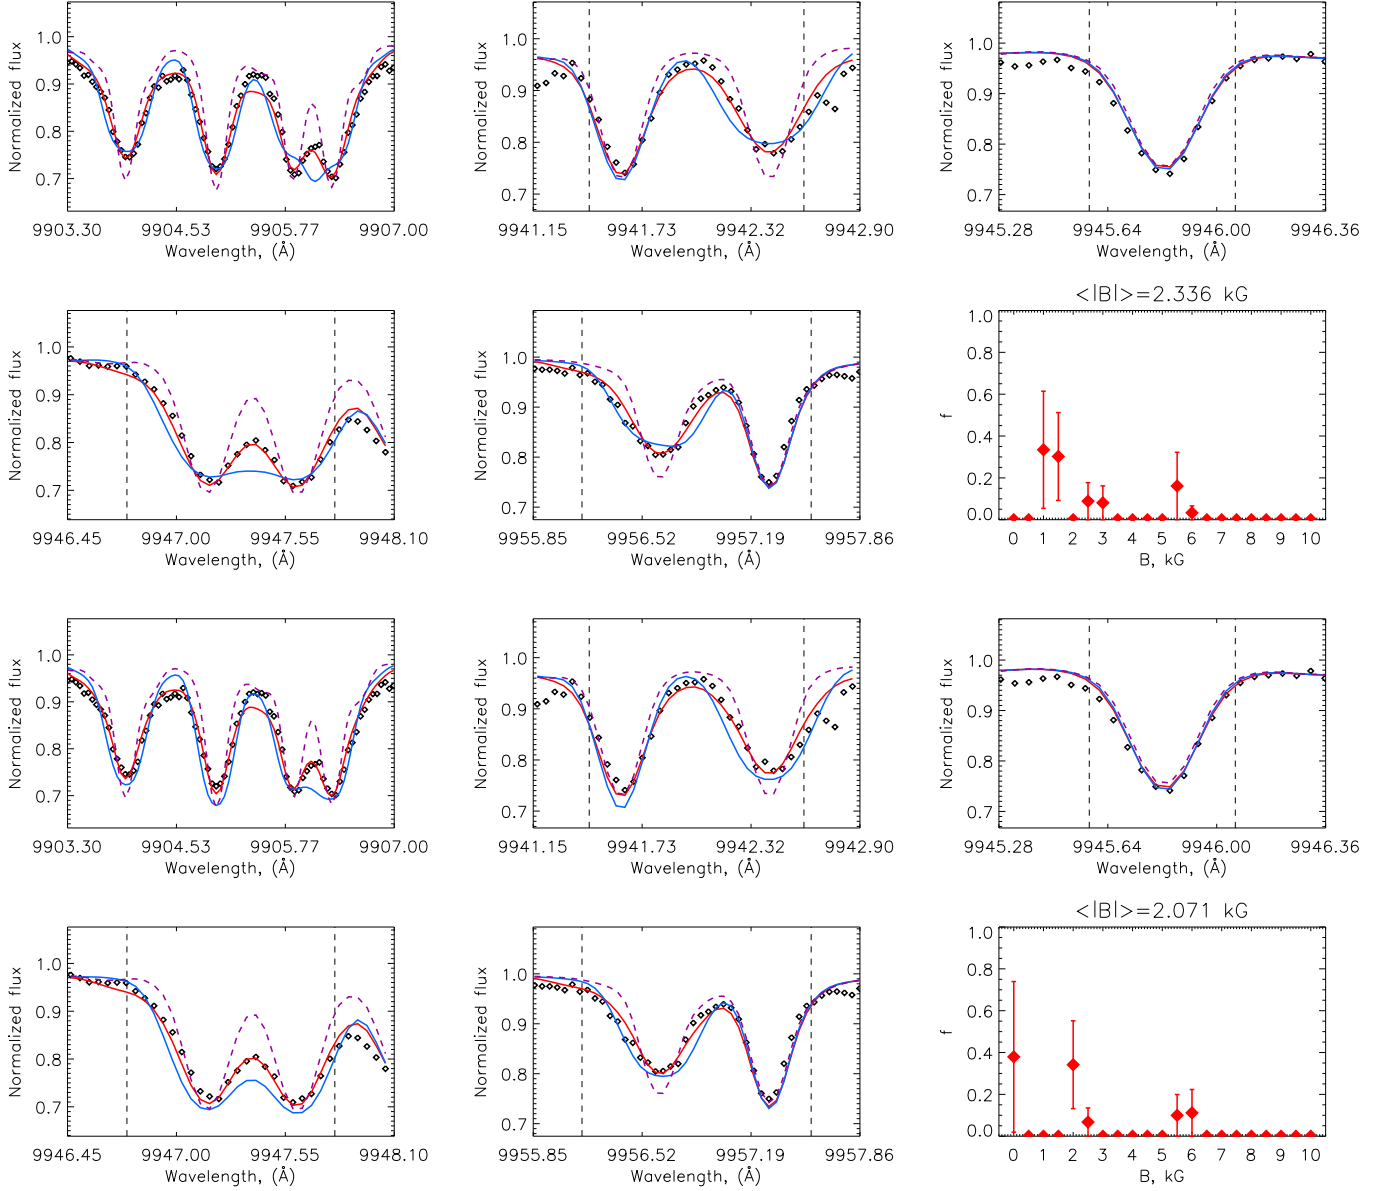 Normalized flux
1.0
0.9
0.8
0.7
9903.30 9904.53 9905.77 9907.00
Wavelength, (Å)
Normalized flux
1.0
0.9
0.8
0.7
9941.15 9941.73 9942.32 9942.90
Wavelength, (Å)
Normalized flux
1.0
0.9
0.8
0.7
9945.28 9945.64 9946.00 9946.36
Wavelength, (Å)
Normalized flux
1.0
0.9
0.8
0.7
9946.45 9947.00 9947.55 9948.10
Wavelength, (Å)
Normalized flux
1.0
0.9
0.8
0.7
9955.85 9956.52 9957.19 9957.86
Wavelength, (Å)
<|B|>=2.336 kG
f
1.0
0.8
0.6
0.4
0.2
0.0
0 1 2 3 4 5 6 7 8 9 10
B, kG
Normalized flux
1.0
0.9
0.8
0.7
9903.30 9904.53 9905.77 9907.00
Wavelength, (Å)
Normalized flux
1.0
0.9
0.8
0.7
9941.15 9941.73 9942.32 9942.90
Wavelength, (Å)
Normalized flux
1.0
0.9
0.8
0.7
9945.28 9945.64 9946.00 9946.36
Wavelength, (Å)
Normalized flux
1.0
0.9
0.8
0.7
9946.45 9947.00 9947.55 9948.10
Wavelength, (Å)
Normalized flux
1.0
0.9
0.8
0.7
9955.85 9956.52 9957.19 9957.86
Wavelength, (Å)
<|B|>=2.071 kG
f
1.0
0.8
0.6
0.4
0.2
0.0
0 1 2 3 4 5 6 7 8 9 10
B, kG